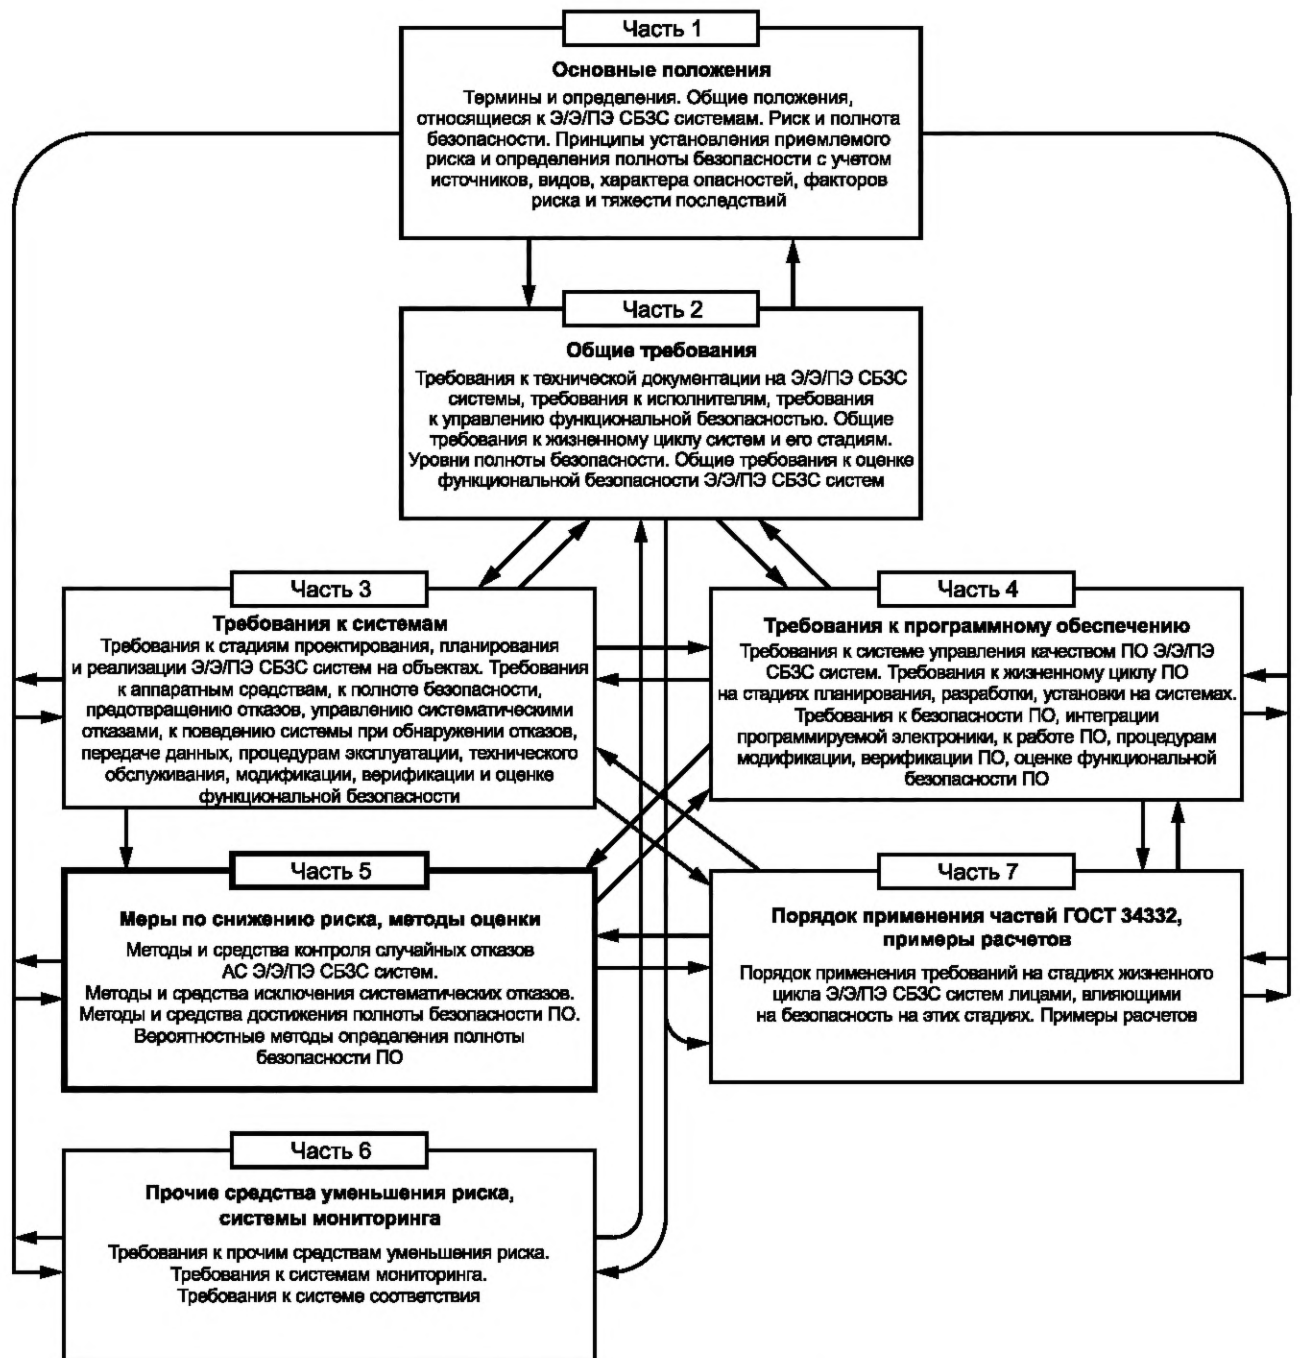 Часть 1
Основные положения
Термины и определения. Общие положения,
относящиеся к Э/Э/ПЭ СБЗС системам. Риск и полнота
безопасности. Принципы установления приемлемого
риска и определения полноты безопасности с учетом
источников, видов, характера опасностей, факторов
риска и тяжести последствий
Часть 2
Общие требования
Требования к технической документации на Э/Э/ПЭ СБЗС
системы, требования к исполнителям, требования
к управлению функциональной безопасностью. Общие
требования к жизненному циклу систем и его стадиям.
Уровни полноты безопасности. Общие требования к оценке
функциональной безопасности Э/Э/ПЭ СБЗС систем
Часть 3
Требования к системам
Требования к стадиям проектирования, планирования
и реализации Э/Э/ПЭ СБЗС систем на объектах. Требования
к аппаратным средствам, к полноте безопасности,
предотвращению отказов, управлению систематическими
отказами, к поведению системы при обнаружении отказов,
передаче данных, процедурам эксплуатации, технического
обслуживания, модификации, верификации и оценке
функциональной безопасности
Часть 4
Требования к программному обеспечению
Требования к системе управления качеством ПО Э/Э/ПЭ
СБЗС систем. Требования к жизненному циклу ПО
на стадиях планирования, разработки, установки на системах.
Требования к безопасности ПО, интеграции
программируемой электроники, к работе ПО, процедурам
модификации, верификации ПО, оценке функциональной
безопасности ПО
Часть 5
Меры по снижению риска, методы оценки
Методы и средства контроля случайных отказов
АС Э/Э/ПЭ СБЗС систем.
Методы и средства исключения систематических отказов.
Методы и средства достижения полноты безопасности ПО.
Вероятностные методы определения полноты
безопасности ПО
Часть 7
Порядок применения частей ГОСТ 34332,
примеры расчетов
Порядок применения требований на стадиях жизненного
цикла Э/Э/ПЭ СБЗС систем лицами, влияющими
на безопасность на этих стадиях. Примеры расчетов
Часть 6
Прочие средства уменьшения риска,
системы мониторинга
Требования к прочим средствам уменьшения риска.
Требования к системам мониторинга.
Требования к системе соответствия